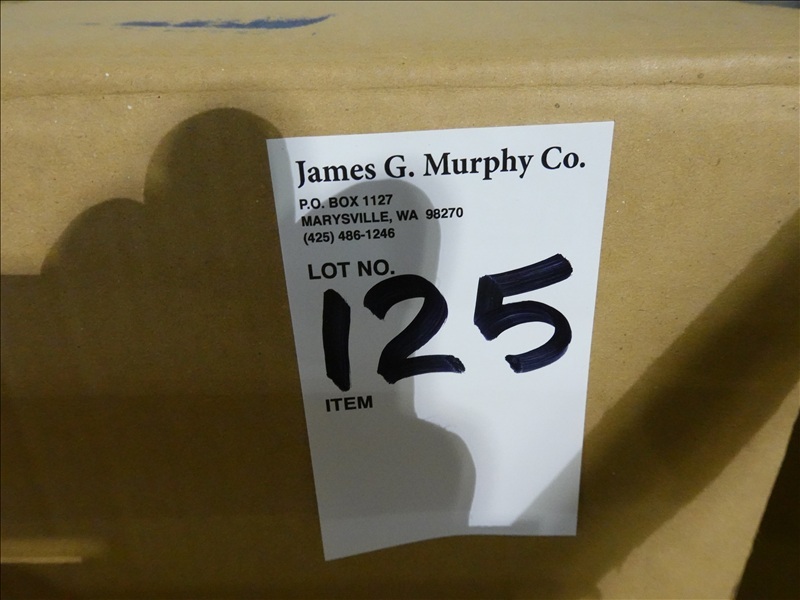 James G. Murphy Co.
P.O. BOX 1127
MARYSVILLE, WA 98270
(425) 486-1246
LOT NO.
125
ITEM